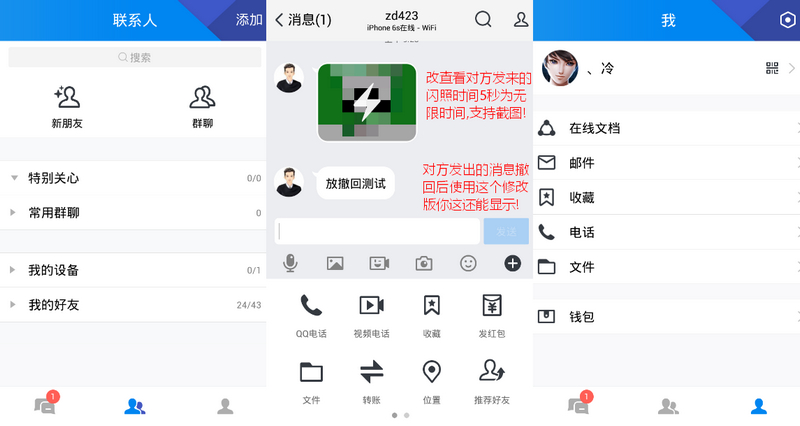 联系人
添加
搜索
新朋友
群聊
特别关心
0/0
常用群聊
0
我的设备
0/1
我的好友
24/43
1
消息(1)
zd423
iPhone 6s在线 - WiFi
改查看对方发来的
闪照时间5秒为无
限时间,支持截图!
放撤回测试
对方发出的消息撤
回后使用这个修改
版你这还能显示!
发送
QQ电话
视频电话
收藏
发红包
文件
转账
位置
推荐好友
我
、冷
在线文档
邮件
收藏
电话
文件
钱包
1